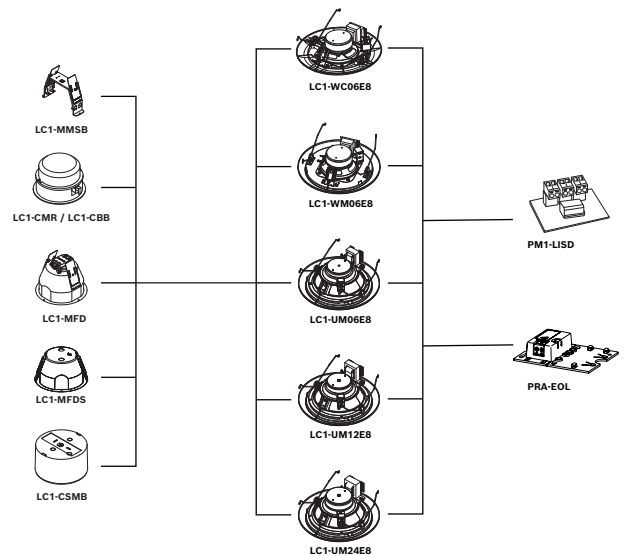 LC1-MMSB
LC1-CMR / LC1-CBB
LC1-MFD
LC1-MFDS
LC1-CSMB
LC1-WC06E8
LC1-WM06E8
LC1-UM06E8
LC1-UM12E8
LC1-UM24E8
PM1-LISD
PRA-EOL